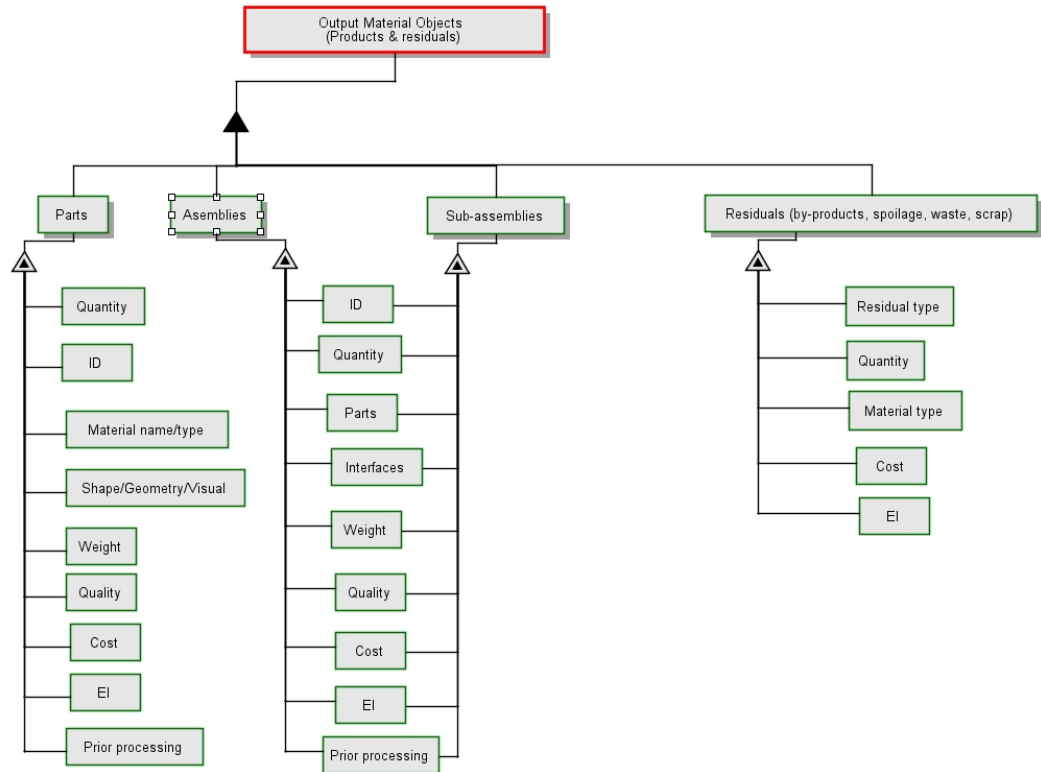 Output Material Objects
(Products & residuals)
Parts
Asemblies
Sub-assemblies
Residuals (by-products, spoilage, waste, scrap)
Quantity
ID
Material name/type
Shape/Geometry/Visual
Weight
Quality
Cost
EI
Prior processing
ID
Quantity
Parts
Interfaces
Weight
Quality
Cost
EI
Prior processing
Residual type
Quantity
Material type
Cost
EI